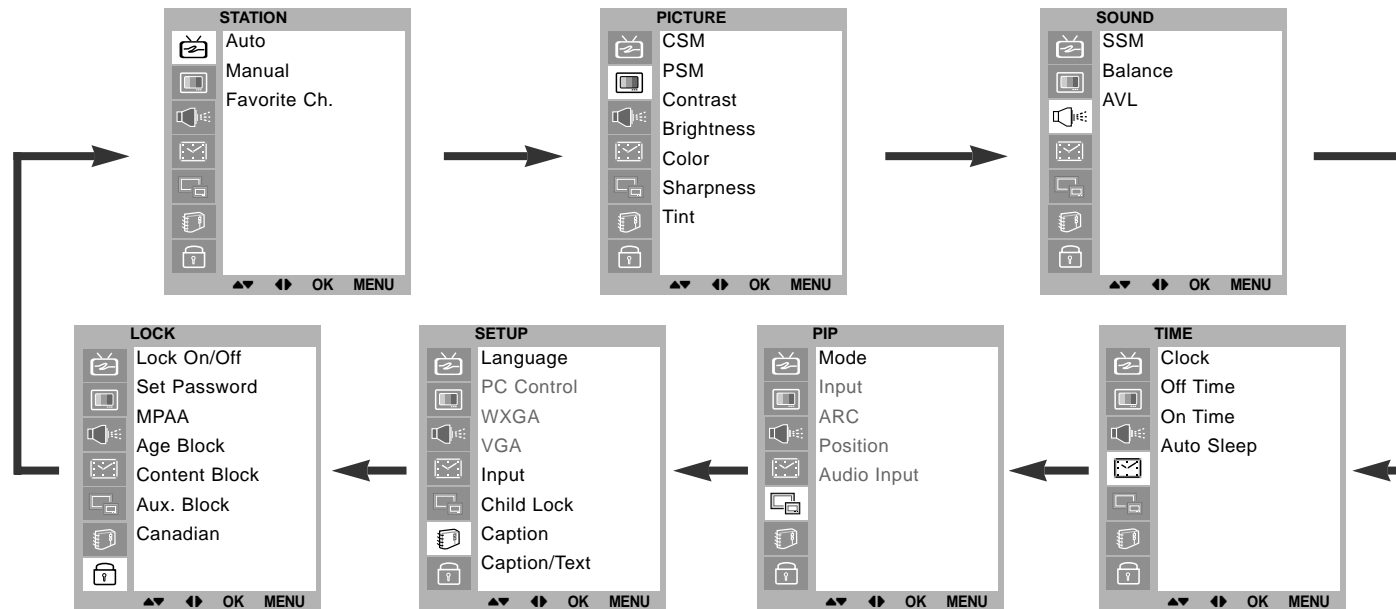 STATION
Auto
Manual
Favorite Ch.
OK MENU
PICTURE
CSM
PSM
Contrast
Brightness
Color
Sharpness
Tint
OK MENU
SOUND
SSM
Balance
AVL
OK MENU
LOCK
Lock On/Off
Set Password
MPAA
Age Block
Content Block
Aux. Block
Canadian
OK MENU
SETUP
Language
PC Control
WXGA
VGA
Input
Child Lock
Caption
Caption/Text
OK MENU
PIP
Mode
Input
ARC
Position
Audio Input
OK MENU
TIME
Clock
Off Time
On Time
Auto Sleep
OK MENU